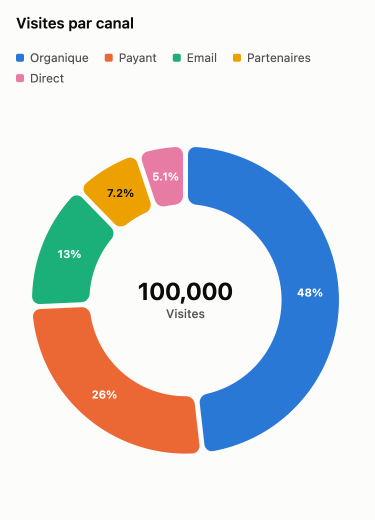 Visites par canal
Organique Payant Email Partenaires
Direct
5.1%
7.2%
13%
48%
100,000
Visites
26%